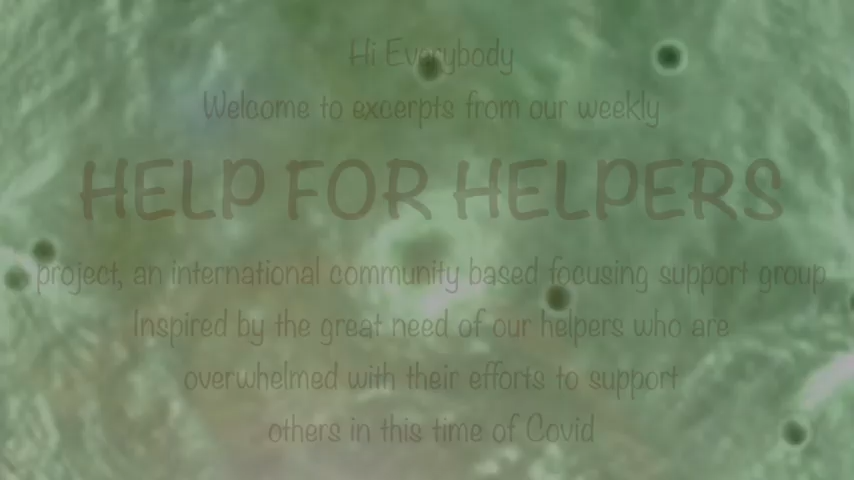 Hi Everybody
Welcome to excerpts from our weekly
HELP FOR HELPERS
project, an international community based focusing support group
Inspired by the great need of our helpers who are
overwhelmed with their efforts to support
others in this time of Covid